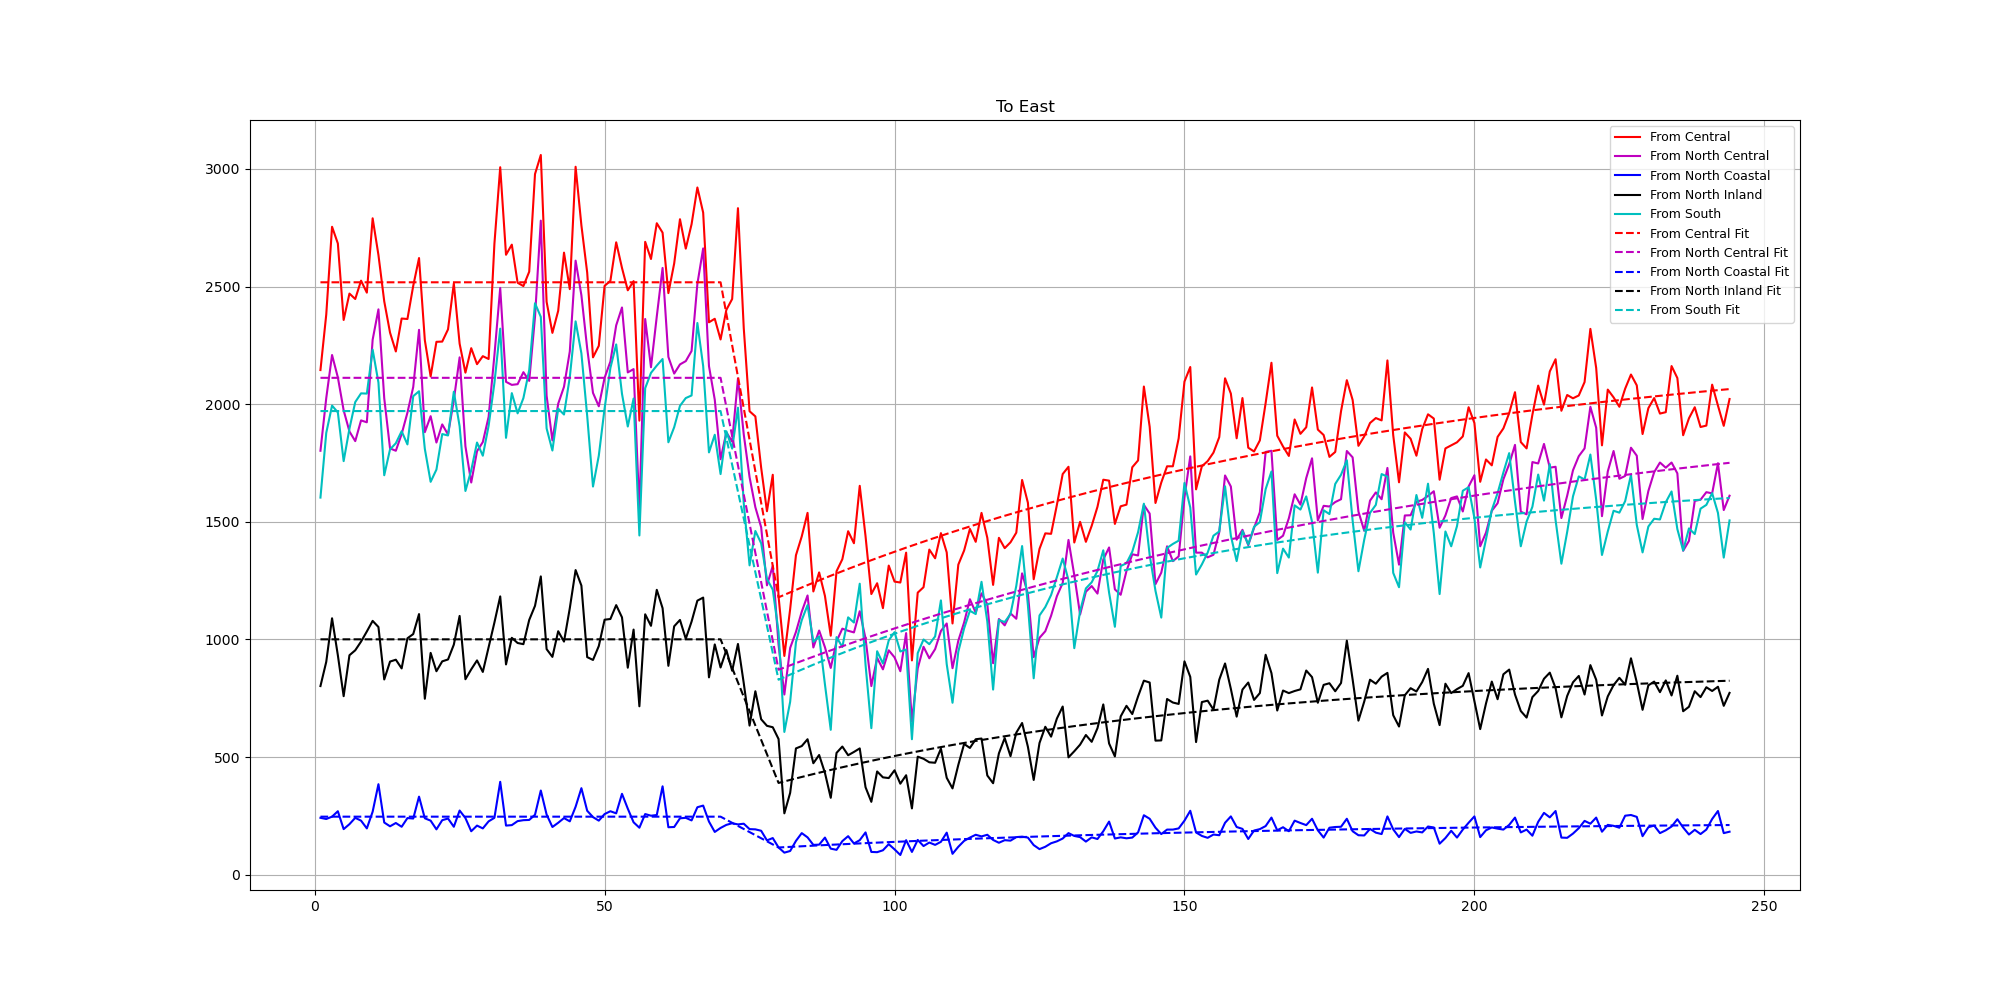 To East
3000
2500
2000
1500
1000
500
0
0 50 100 150 200 250
From Central
From North Central
From North Coastal
From North Inland
From South
From Central Fit
From North Central Fit
From North Coastal Fit
From North Inland Fit
From South Fit